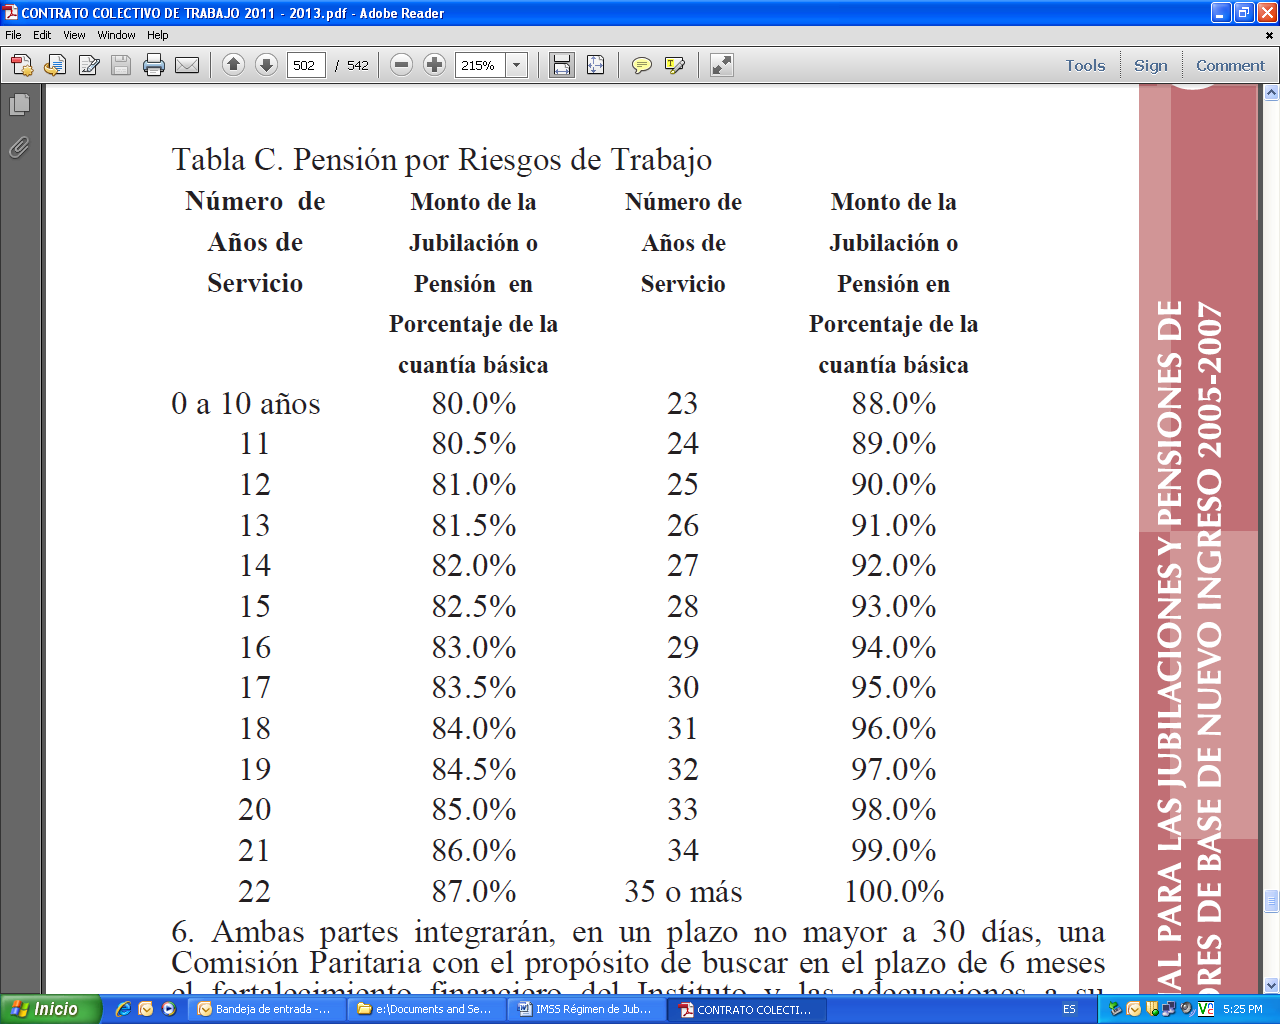 CONTRATO COLECTIVO DE TRABAJO 2011 - 2013.pdf - Adobe Reader
File Edit View Window Help
502 / 542 215% Tools Sign Comment
Tabla C. Pensión por Riesgos de Trabajo
Número de Monto de la Número de Monto de la
Años de Jubilación o Años de Jubilación o
Servicio Pensión en Servicio Pensión en
Porcentaje de la Porcentaje de la
cuantía básica cuantía básica
0 a 10 años 80.0% 23 88.0%
11 80.5% 24 89.0%
12 81.0% 25 90.0%
13 81.5% 26 91.0%
14 82.0% 27 92.0%
15 82.5% 28 93.0%
16 83.0% 29 94.0%
17 83.5% 30 95.0%
18 84.0% 31 96.0%
19 84.5% 32 97.0%
20 85.0% 33 98.0%
21 86.0% 34 99.0%
22 87.0% 35 o más 100.0%
6. Ambas partes integrarán, en un plazo no mayor a 30 días, una
Comisión Paritaria con el propósito de buscar en el plazo de 6 meses
el fortalecimiento financiero del Instituto y las adecuaciones a su
AL PARA LAS JUBILACIONES Y PENSIONES DE
ORES DE BASE DE NUEVO INGRESO 2005-2007
Inicio Bandeja de entrada -... e:\Documents and Se... IMSS Régimen de Jub... CONTRATO COLECTI... ES 5:25 PM